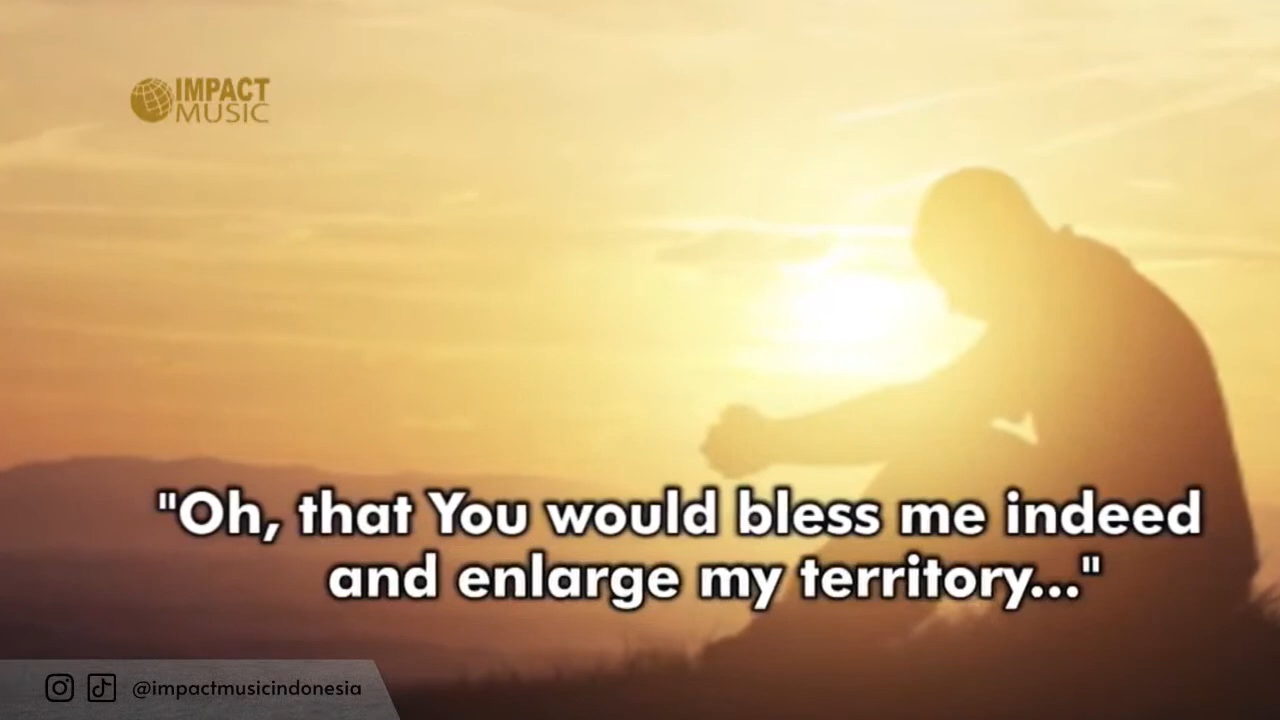 IMPACT
MUSIC
"Oh, that You would bless me indeed
and enlarge my territory..."
@impactmusicindonesia